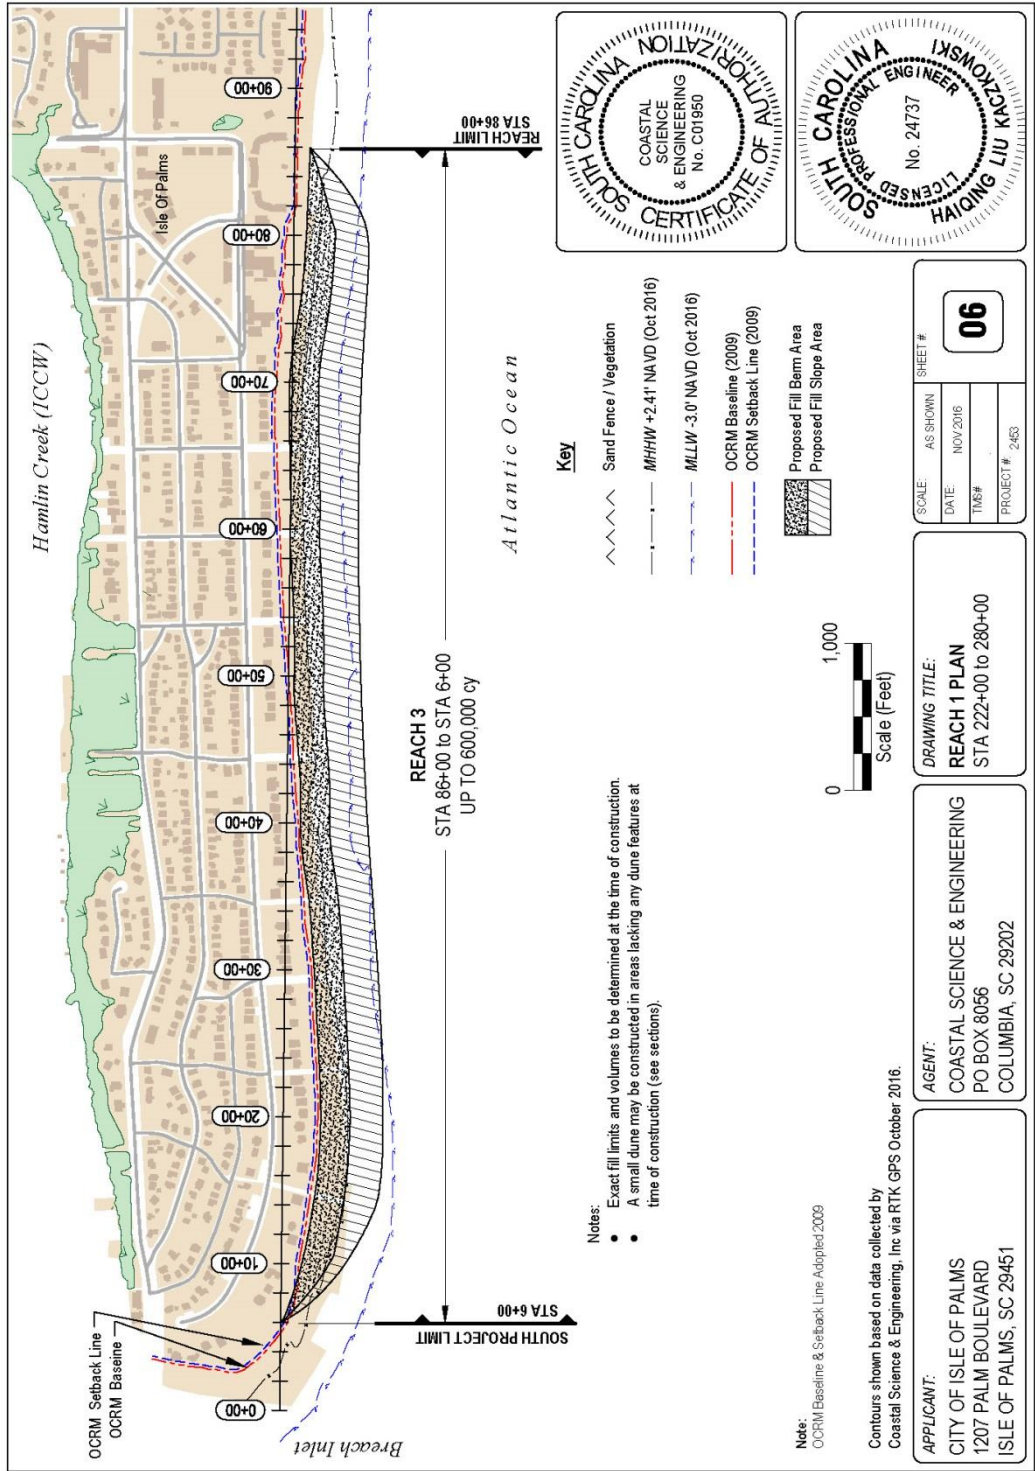 Hamlin Creek (ICCW)
Isle Of Palms
OCRM Setback Line
OCRM Baseine
0+00
10+00
20+00
30+00
40+00
50+00
60+00
70+00
80+00
90+00
Breach Inlet
SOUTH PROJECT LIMIT
STA 6+00
REACH 3
STA 86+00 to STA 6+00
UP TO 600,000 cy
REACH LIMIT
STA 86+00
Atlantic Ocean
Notes:
• Exact fill limits and volumes to be determined at the time of construction.
• A small dune may be constructed in areas lacking any dune features at
time of construction (see sections).
Key
Sand Fence / Vegetation
MHHW +2.41' NAVD (Oct 2016)
MLLW -3.0' NAVD (Oct 2016)
OCRM Baseline (2009)
OCRM Setback Line (2009)
Proposed Fill Berm Area
Proposed Fill Slope Area
SOUTH CAROLINA
CERTIFICATE OF AUTHORIZATION
COASTAL
SCIENCE
& ENGINEERING
No. C01950
SOUTH CAROLINA
LICENSED PROFESSIONAL ENGINEER
No. 24737
HAIQING LIU KACZKOWSKI
Note:
OCRM Baseline & Setback Line Adopted 2009
Contours shown based on data collected by
Coastal Science & Engineering, Inc via RTK GPS October 2016.
0 1,000
Scale (Feet)
APPLICANT:
CITY OF ISLE OF PALMS
1207 PALM BOULEVARD
ISLE OF PALMS, SC 29451
AGENT:
COASTAL SCIENCE & ENGINEERING
PO BOX 8056
COLUMBIA, SC 29202
DRAWING TITLE:
REACH 1 PLAN
STA 222+00 to 280+00
SCALE: AS SHOWN
DATE: NOV 2016
TMS#
PROJECT #: 2453
SHEET #:
06